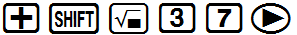 + SHIFT √■ 3 7 ▶